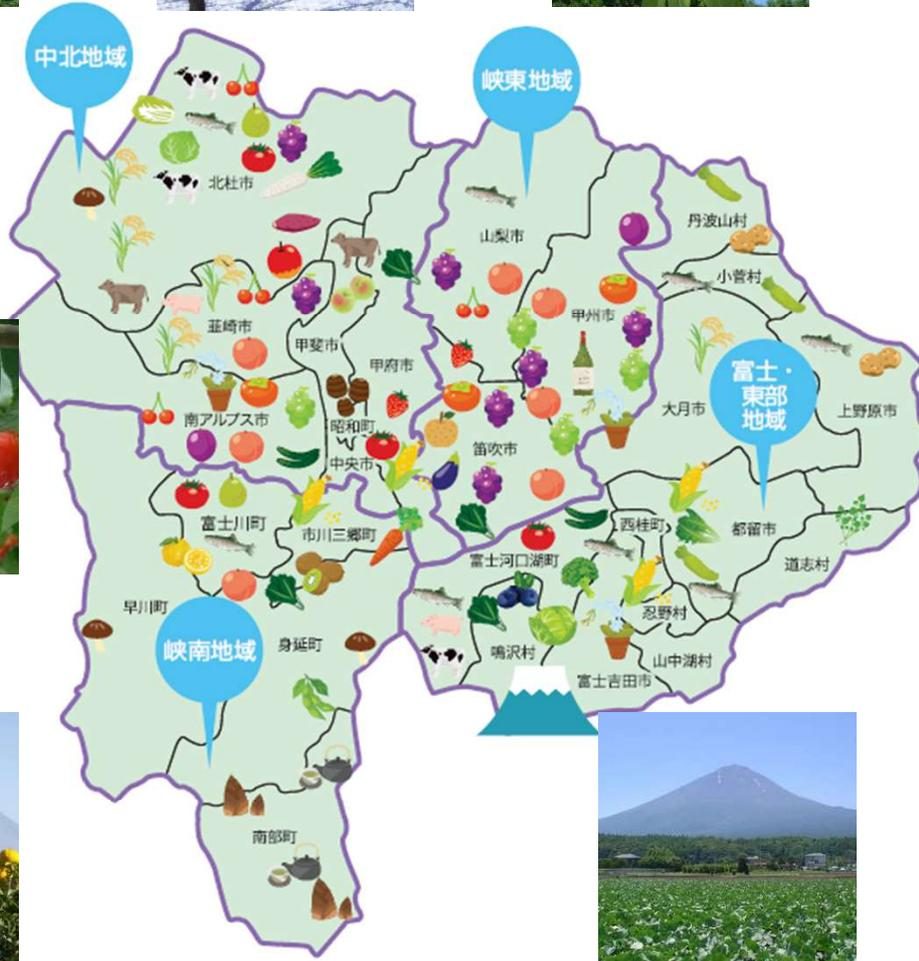 中北地域
峡東地域
北杜市
山梨市
丹波山村
小菅村
甲州市
韮崎市
甲斐市
甲府市
富士・
東部
地域
大月市
上野原市
南アルプス市
昭和町
笛吹市
中央市
富士川町
市川三郷町
西桂町
都留市
富士河口湖町
道志村
早川町
忍野村
峡南地域
身延町
鳴沢村
山中湖村
富士吉田市
南部町